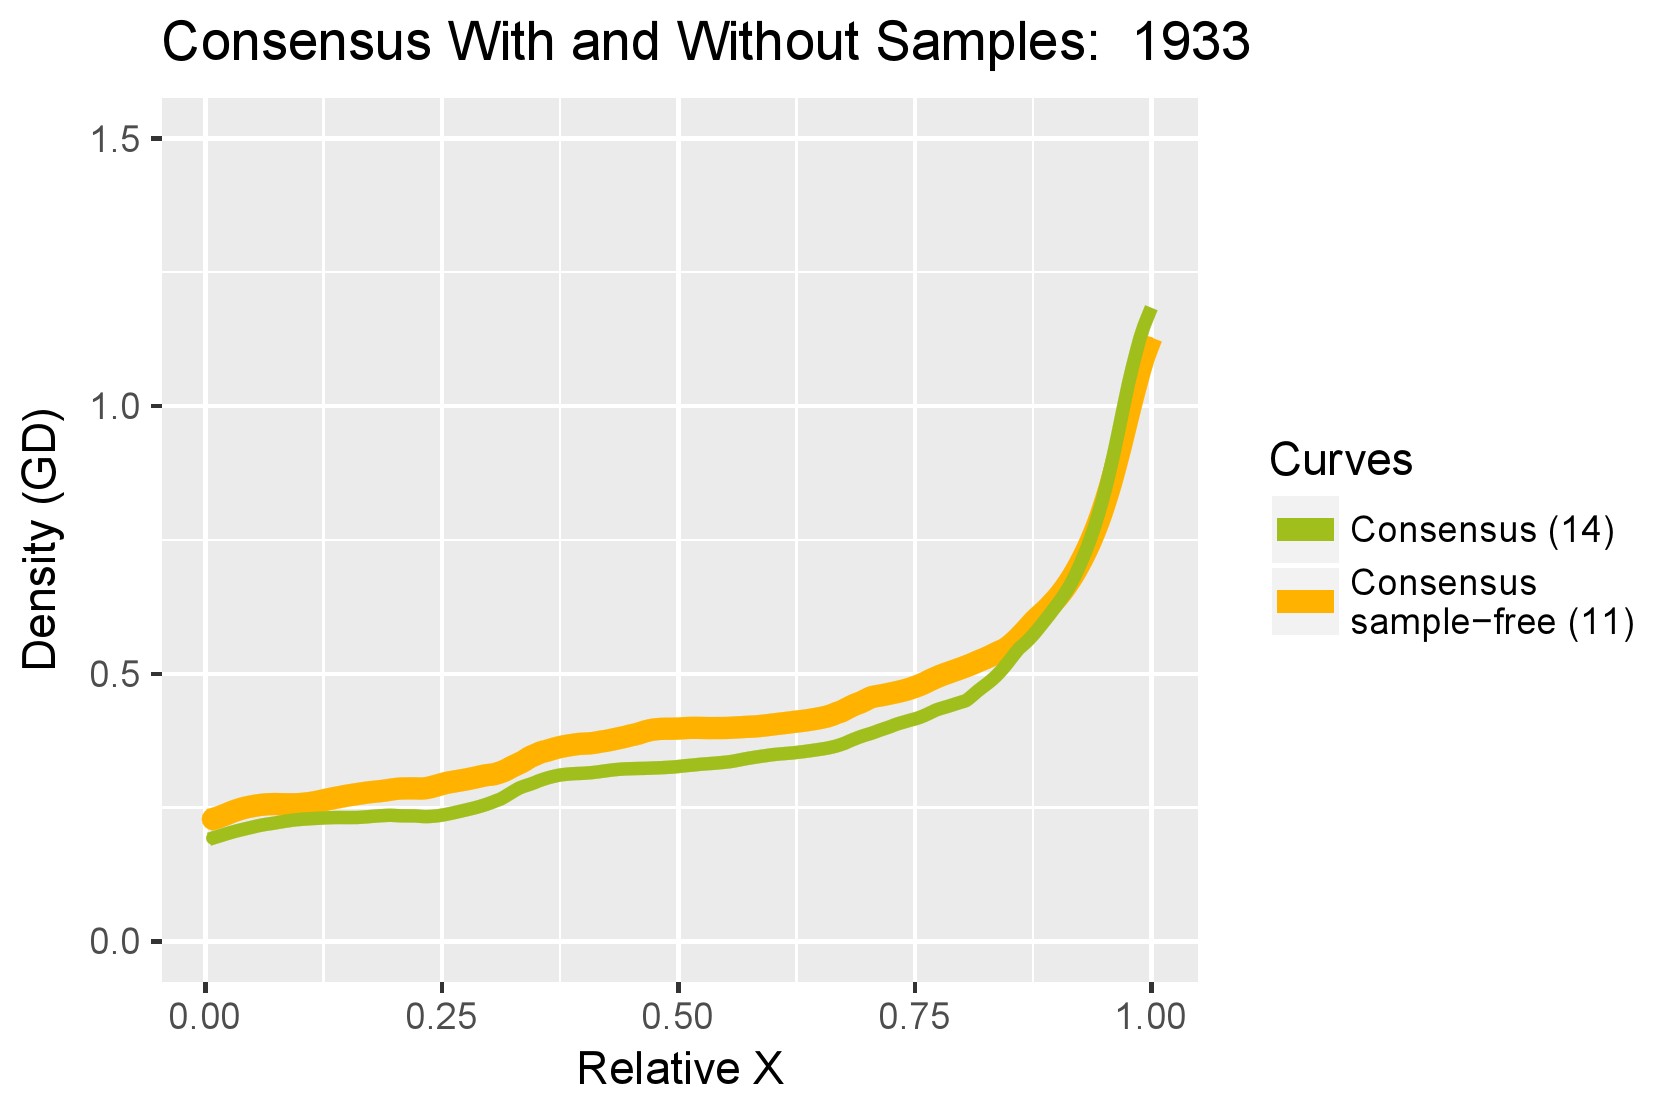 Consensus With and Without Samples:  1933
1.5
1.0
0.5
0.0
Density (GD)
0.00 0.25 0.50 0.75 1.00
Relative X
Curves
Consensus (14)
Consensus
sample−free (11)